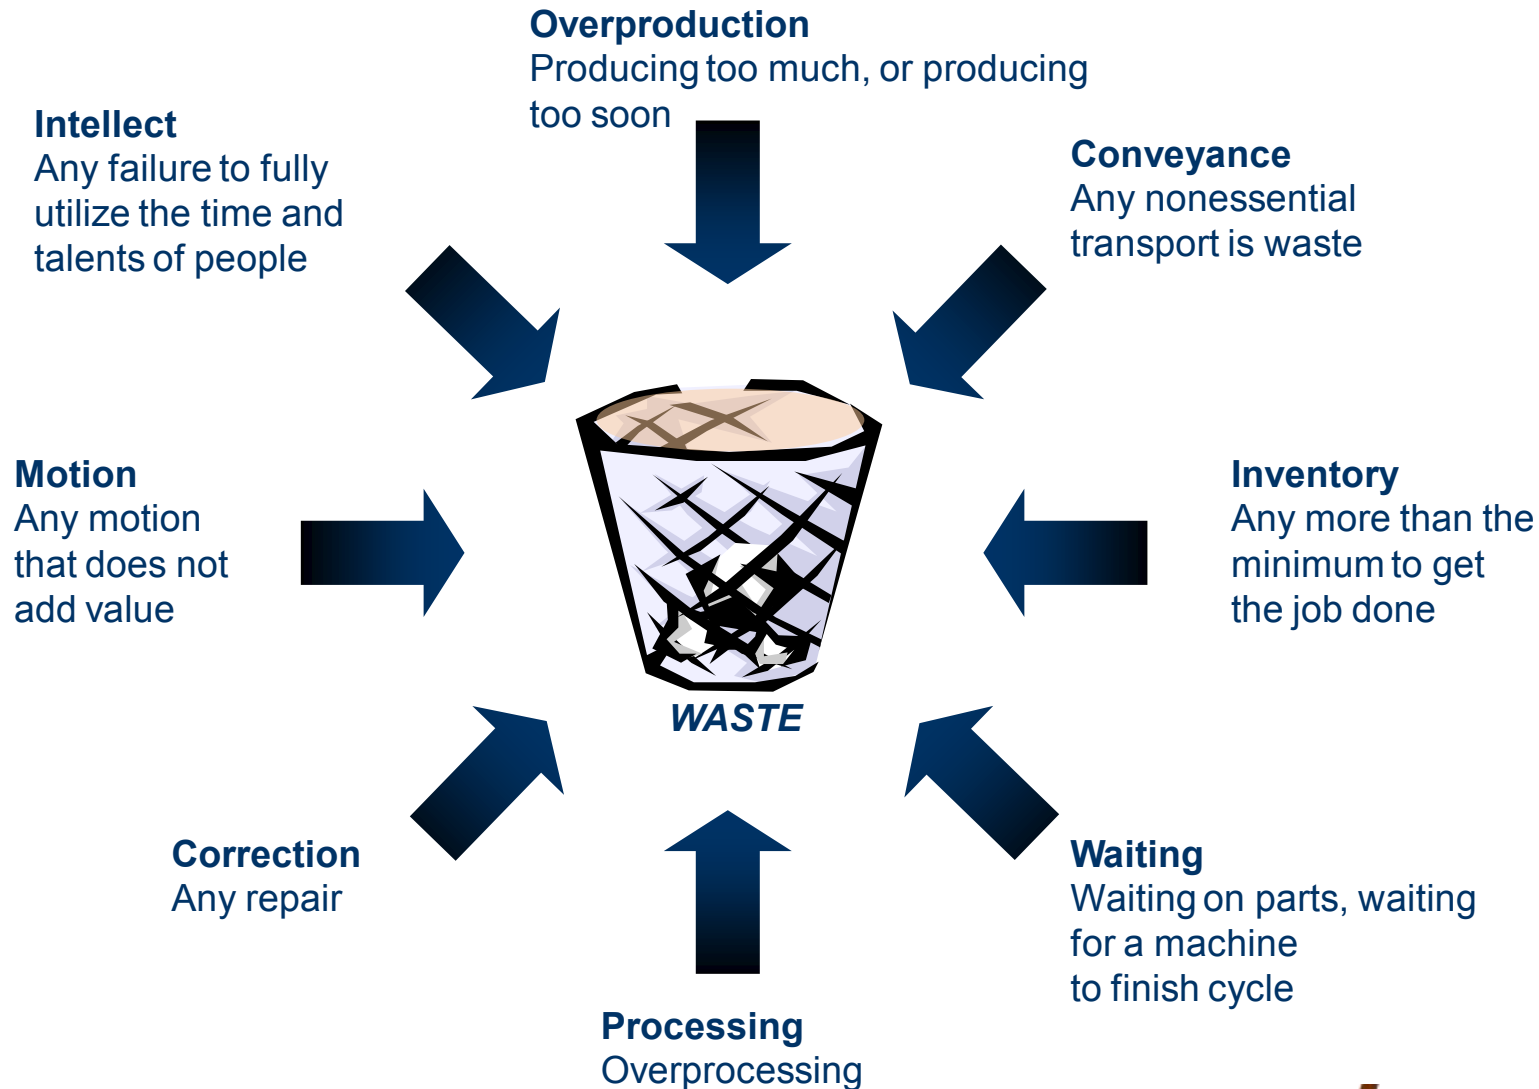 Overproduction
Producing too much, or producing
too soon
Intellect
Any failure to fully
utilize the time and
talents of people
Conveyance
Any nonessential
transport is waste
Motion
Any motion
that does not
add value
Inventory
Any more than the
minimum to get
the job done
WASTE
Correction
Any repair
Waiting
Waiting on parts, waiting
for a machine
to finish cycle
Processing
Overprocessing